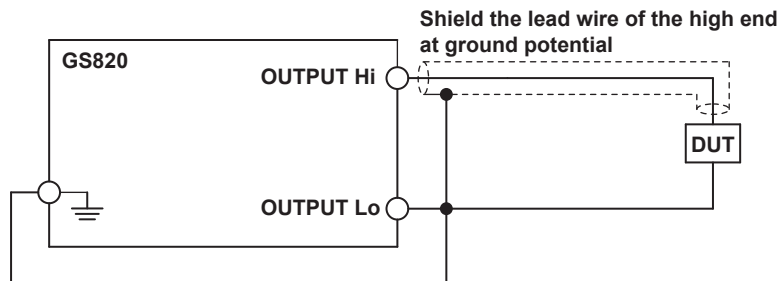 Shield the lead wire of the high end
at ground potential
GS820
OUTPUT Hi
DUT
OUTPUT Lo